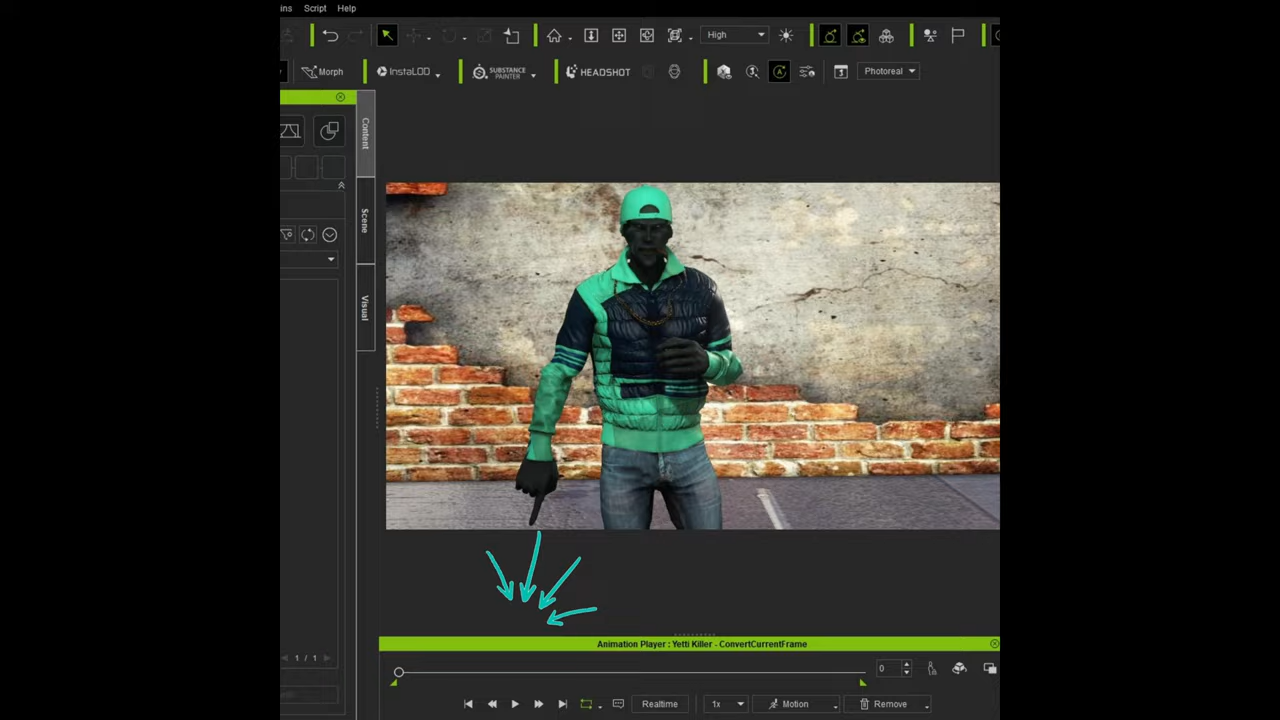 ins Script Help
High
Morph InstaLOD SUBSTANCE PAINTER HEADSHOT Photoreal
Content
Scene
Visual
1 / 1
Animation Player : Yetti Killer - ConvertCurrentFrame
0
Realtime 1x Motion Remove